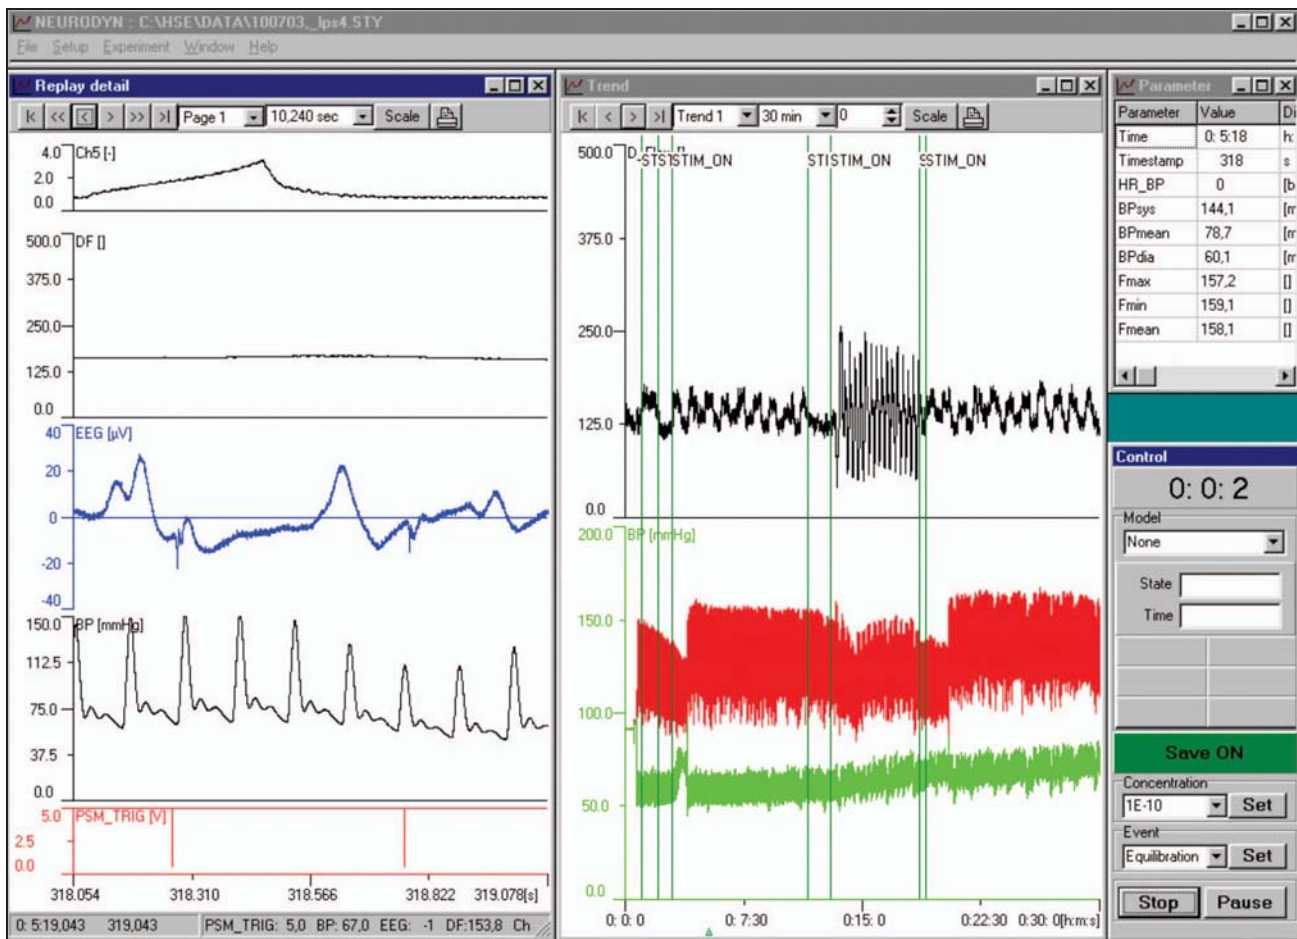 NEURODYN : C:\HSE\DATA\100703,_lps4.STY
File Setup Experiment Window Help
Replay detail
Page 1 10,240 sec Scale
4.0 Ch5 [-]
2.0
0.0
500.0 DF []
375.0
250.0
125.0
0.0
40 EEG [µV]
20
0
-20
-40
150.0 BP [mmHg]
112.5
75.0
37.5
0.0
5.0 PSM_TRIG [V]
2.5
0.0
318.054 318.310 318.566 318.822 319.078[s]
0: 5:19,043 319,043 PSM_TRIG: 5,0 BP: 67,0 EEG: -1 DF:153,8 Ch
Trend
Trend 1 30 min 0 Scale
500.0
STIM_ON STIM_ON STIM_ON
375.0
250.0
125.0
0.0
200.0 BP [mmHg]
150.0
100.0
50.0
0.0
0: 0: 0 0:7:30 0:15: 0 0:22:30 0:30: 0[h:m:s]
Parameter
Parameter Value Di
Time 0: 5:18 h:
Timestamp 318 s
HR_BP 0 [b
BPsys 144,1 [m
BPmean 78,7 [m
BPdia 60,1 [m
Fmax 157,2 []
Fmin 159,1 []
Fmean 158,1 []
Control
0: 0: 2
Model
None
State
Time
Save ON
Concentration
1E-10 Set
Event
Equilibration Set
Stop Pause